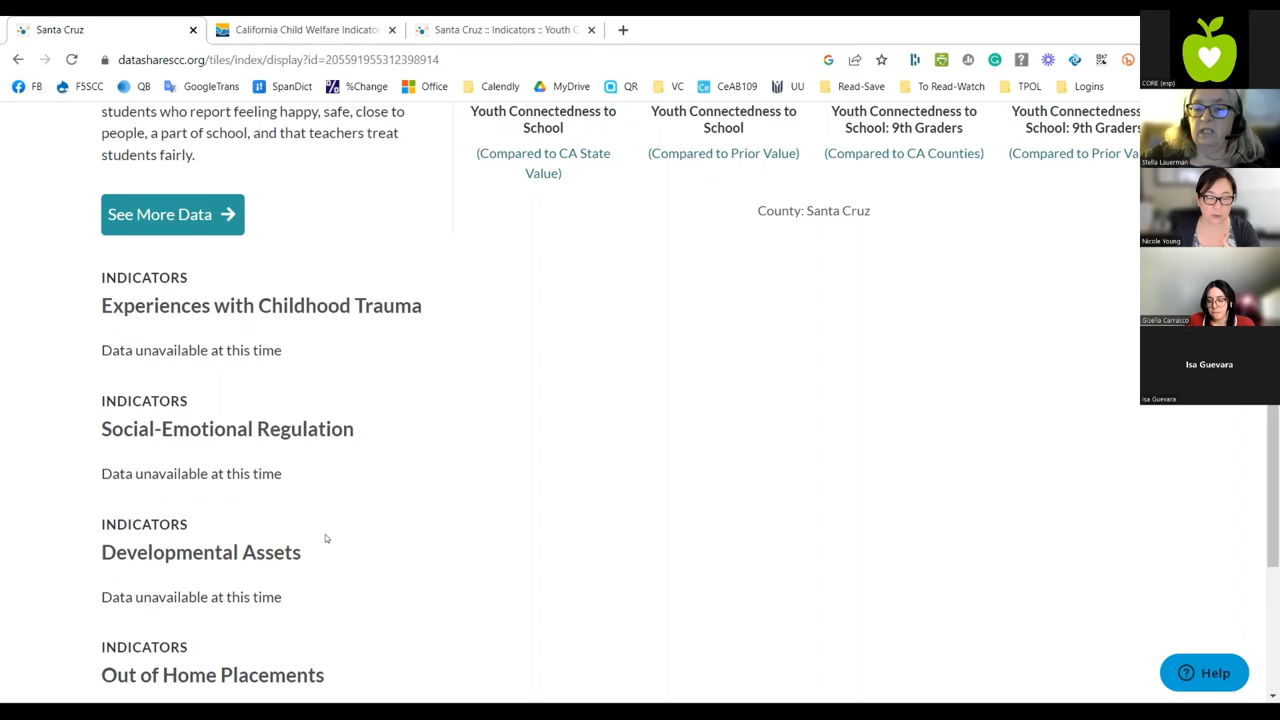 Santa Cruz
California Child Welfare Indicato
Santa Cruz :: Indicators :: Youth C
datasharescc.org/tiles/index/display?id=205591955312398914
FB
F5SCC
QB
GoogleTrans
SpanDict
%Change
Office
Calendly
MyDrive
QR
VC
CeAB109
UU
Read-Save
To Read-Watch
TPOL
Logins
students who report feeling happy, safe, close to
people, a part of school, and that teachers treat
students fairly.
See More Data
Youth Connectedness to
School
(Compared to CA State
Value)
Youth Connectedness to
School
(Compared to Prior Value)
Youth Connectedness to
School: 9th Graders
(Compared to CA Counties)
Youth Connectedness to
School: 9th Graders
(Compared to Prior Va
County: Santa Cruz
INDICATORS
Experiences with Childhood Trauma
Data unavailable at this time
INDICATORS
Social-Emotional Regulation
Data unavailable at this time
INDICATORS
Developmental Assets
Data unavailable at this time
INDICATORS
Out of Home Placements
Help
CORE (esp)
Stella Lauerman
Nicole Young
Gisella Carrasco
Isa Guevara
Isa Guevara